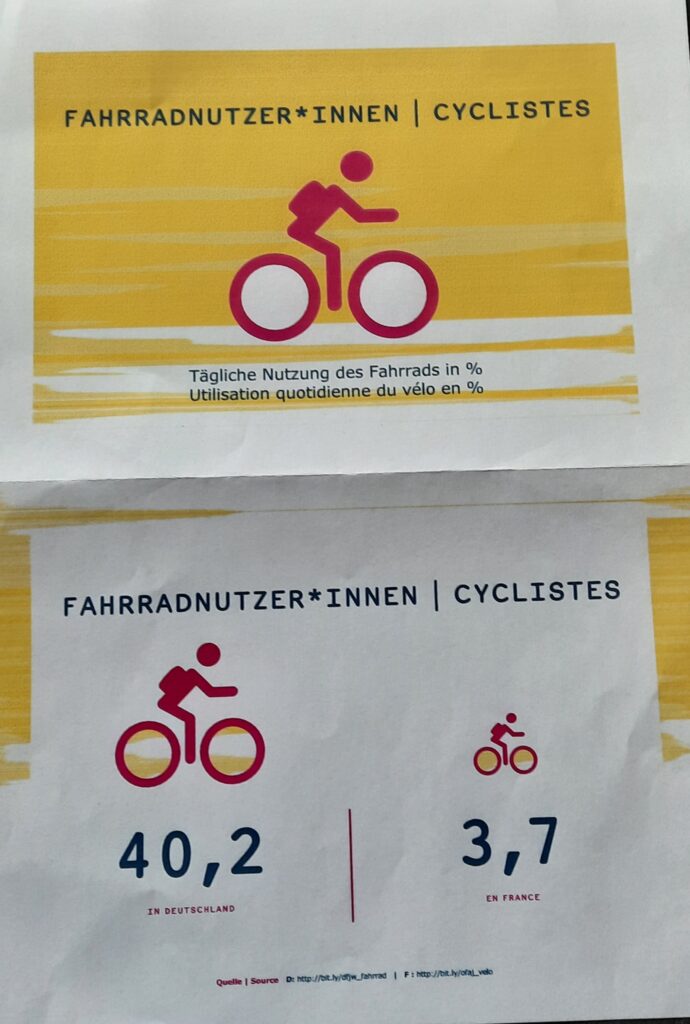 FAHRRADNUTZER*INNEN | CYCLISTES
Tägliche Nutzung des Fahrrads in %
Utilisation quotidienne du vélo en %
FAHRRADNUTZER*INNEN | CYCLISTES
40,2
3,7
IN DEUTSCHLAND
EN FRANCE
Quelle | Source D: http://bit.ly/dfjw_fahrrad | F : http://bit.ly/ofaj_velo